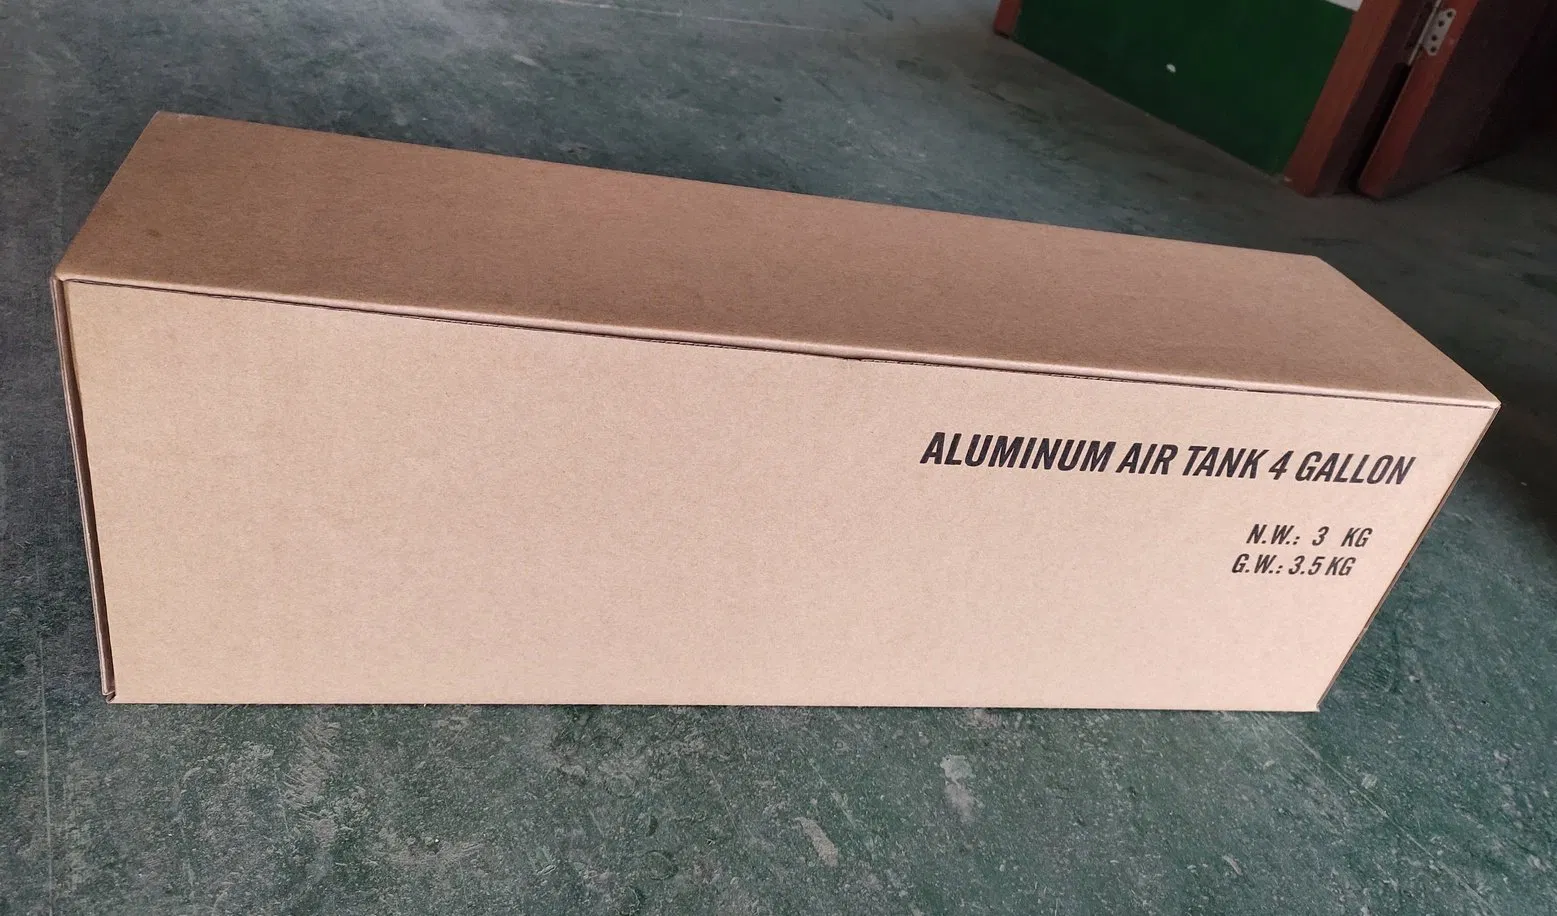 ALUMINUM AIR TANK 4 GALLON
N.W.: 3 KG
G.W.: 3.5 KG